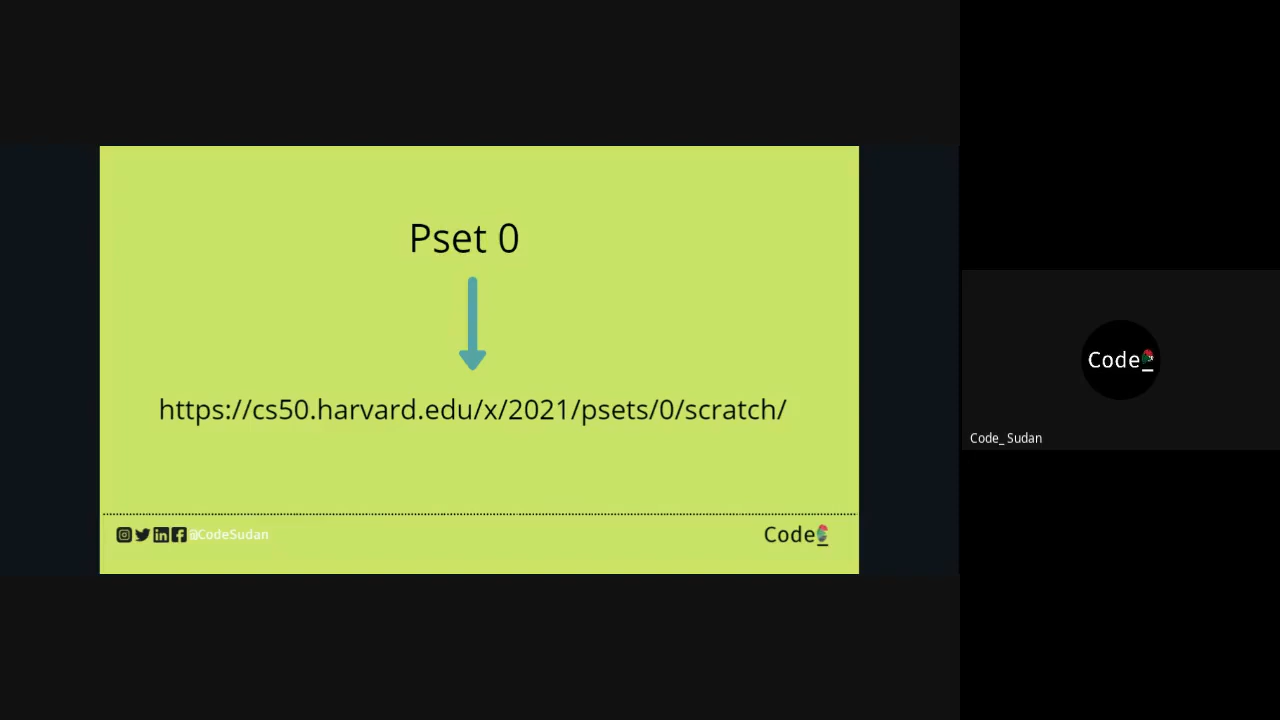 Pset 0
https://cs50.harvard.edu/x/2021/psets/0/scratch/
@CodeSudan
Code_
Code_
Code_ Sudan